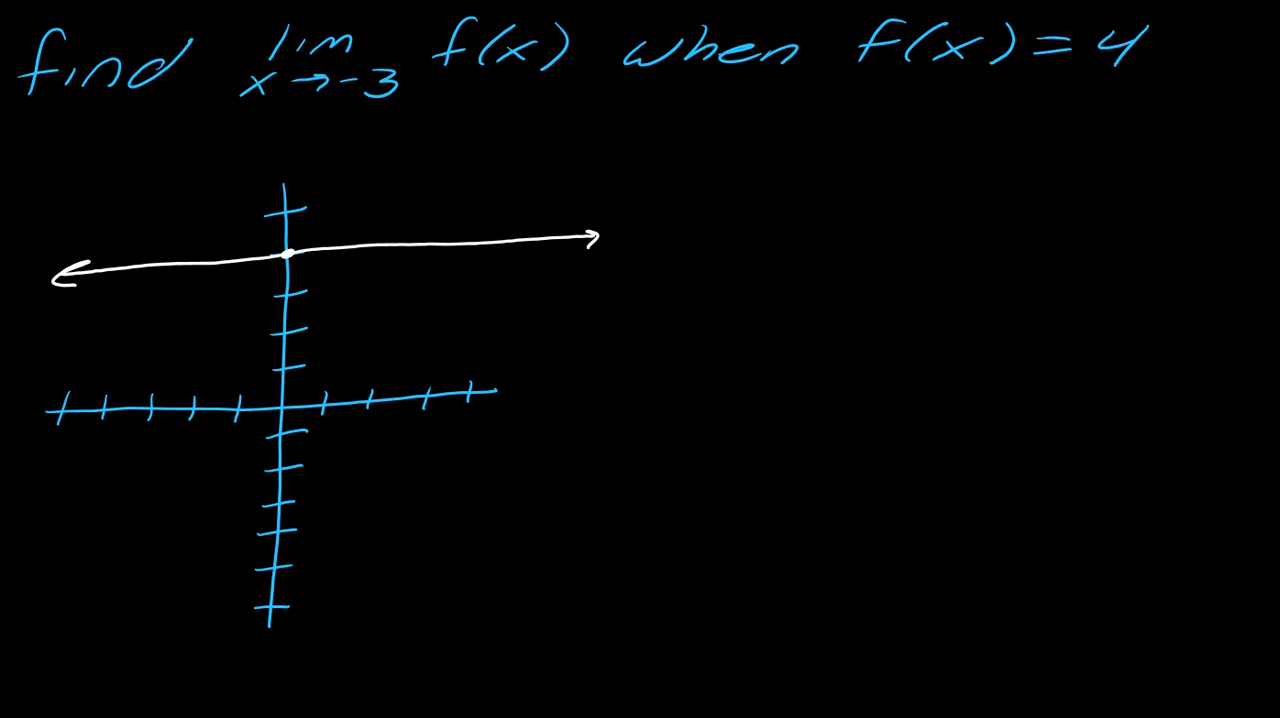 find lim f(x) when f(x) = 4
x → -3